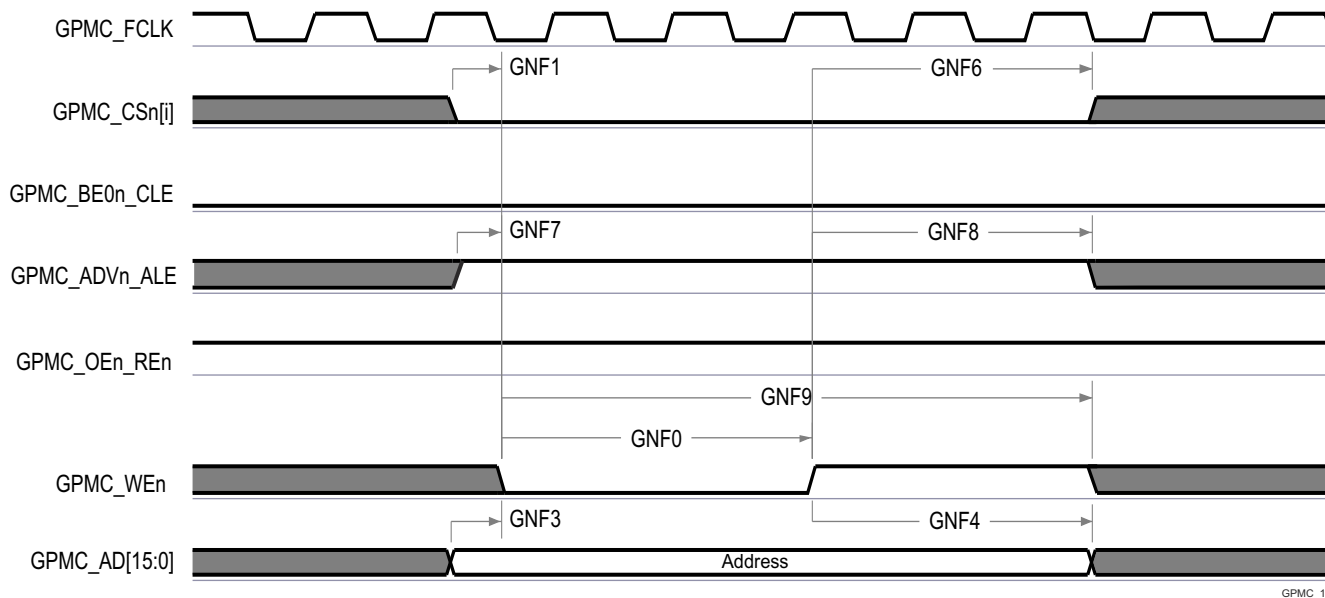 GPMC_FCLK
GNF1
GNF6
GPMC_CSn[i]
GPMC_BE0n_CLE
GNF7
GNF8
GPMC_ADVn_ALE
GPMC_OEn_REn
GNF9
GNF0
GPMC_WEn
GNF3
GNF4
GPMC_AD[15:0]
Address
GPMC_1